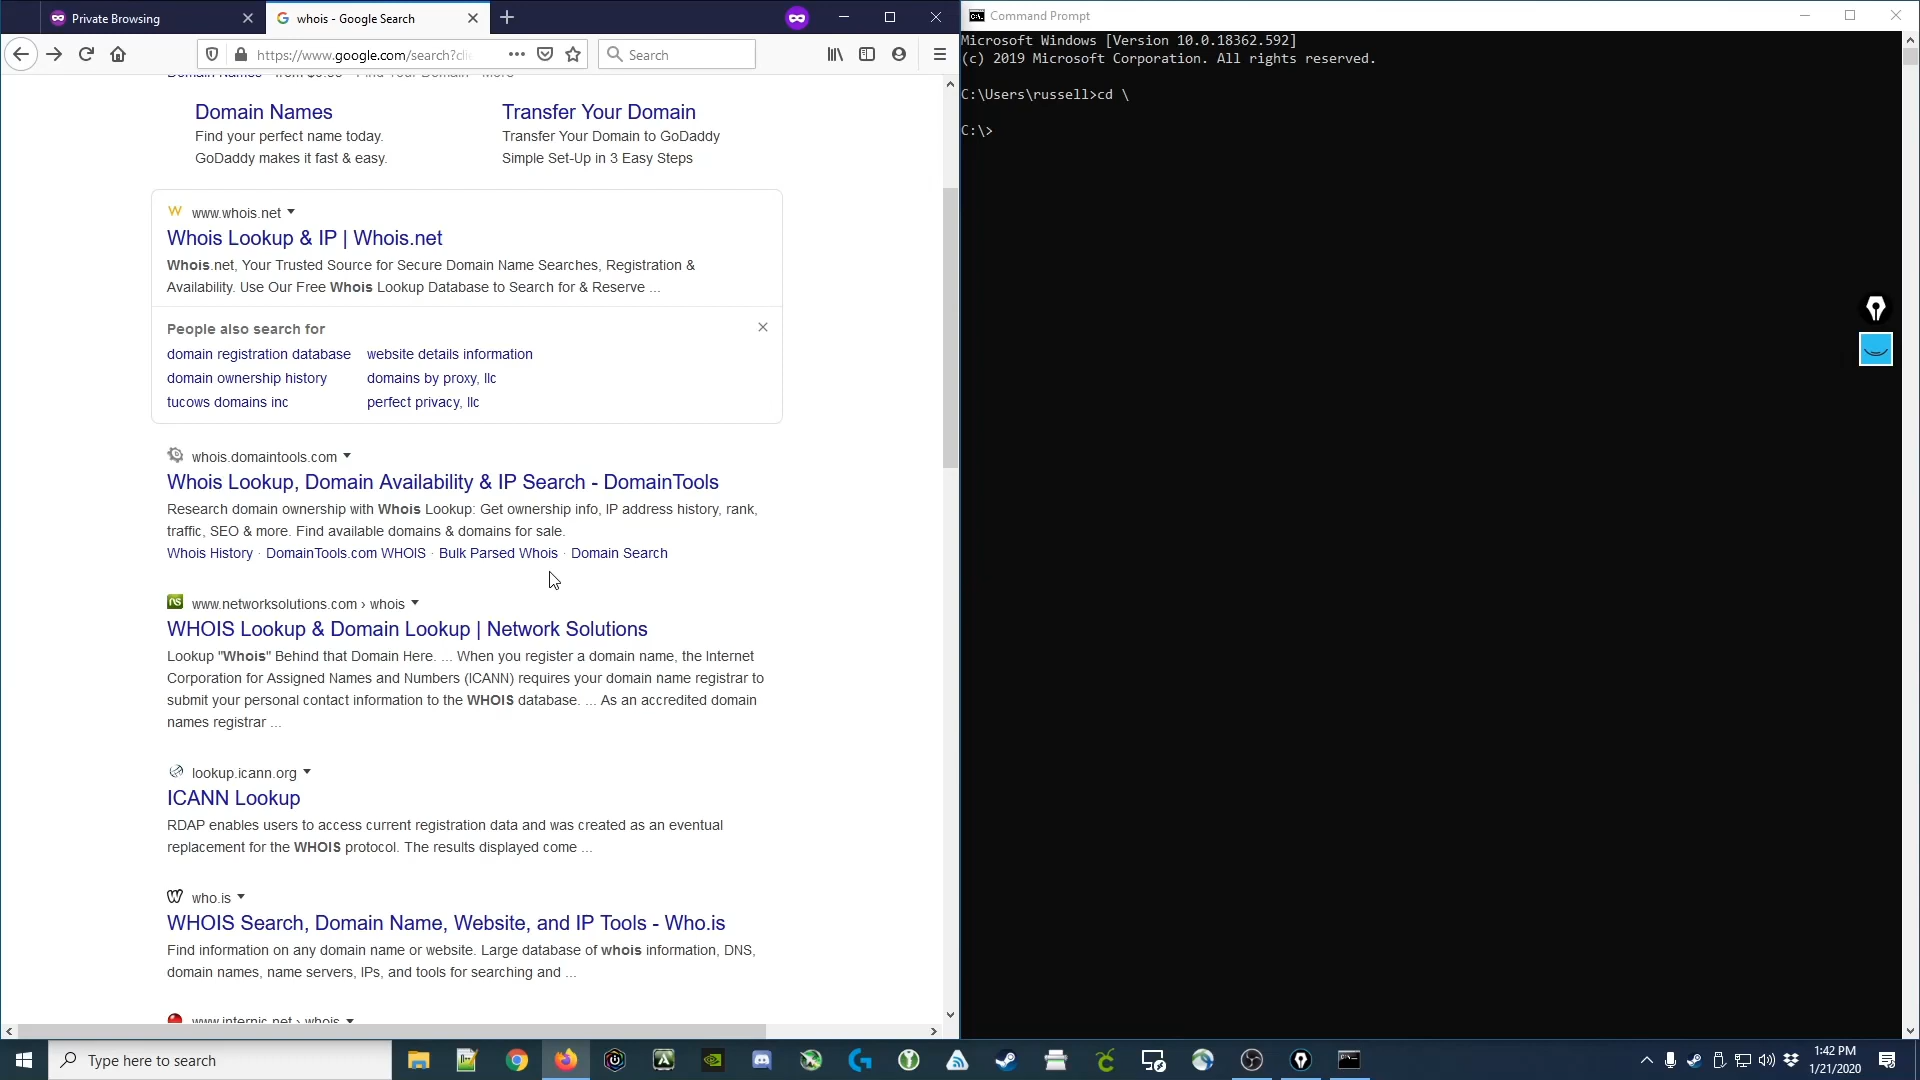 Private Browsing
whois - Google Search
https://www.google.com/search?cli
Search
Domain Names
Find your perfect name today.
GoDaddy makes it fast & easy.
Transfer Your Domain
Transfer Your Domain to GoDaddy
Simple Set-Up in 3 Easy Steps
www.whois.net
Whois Lookup & IP | Whois.net
Whois.net, Your Trusted Source for Secure Domain Name Searches, Registration &
Availability. Use Our Free Whois Lookup Database to Search for & Reserve ...
People also search for
domain registration database website details information
domain ownership history domains by proxy, llc
tucows domains inc perfect privacy, llc
whois.domaintools.com
Whois Lookup, Domain Availability & IP Search - DomainTools
Research domain ownership with Whois Lookup: Get ownership info, IP address history, rank,
traffic, SEO & more. Find available domains & domains for sale.
Whois History · DomainTools.com WHOIS · Bulk Parsed Whois · Domain Search
www.networksolutions.com › whois
WHOIS Lookup & Domain Lookup | Network Solutions
Lookup "Whois" Behind that Domain Here. ... When you register a domain name, the Internet
Corporation for Assigned Names and Numbers (ICANN) requires your domain name registrar to
submit your personal contact information to the WHOIS database. ... As an accredited domain
names registrar ...
lookup.icann.org
ICANN Lookup
RDAP enables users to access current registration data and was created as an eventual
replacement for the WHOIS protocol. The results displayed come ...
who.is
WHOIS Search, Domain Name, Website, and IP Tools - Who.is
Find information on any domain name or website. Large database of whois information, DNS,
domain names, name servers, IPs, and tools for searching and ...
www.internic.net › whois
Command Prompt
Microsoft Windows [Version 10.0.18362.592]
(c) 2019 Microsoft Corporation. All rights reserved.
C:\Users\russell>cd \
C:\>
Type here to search
1:42 PM
1/21/2020